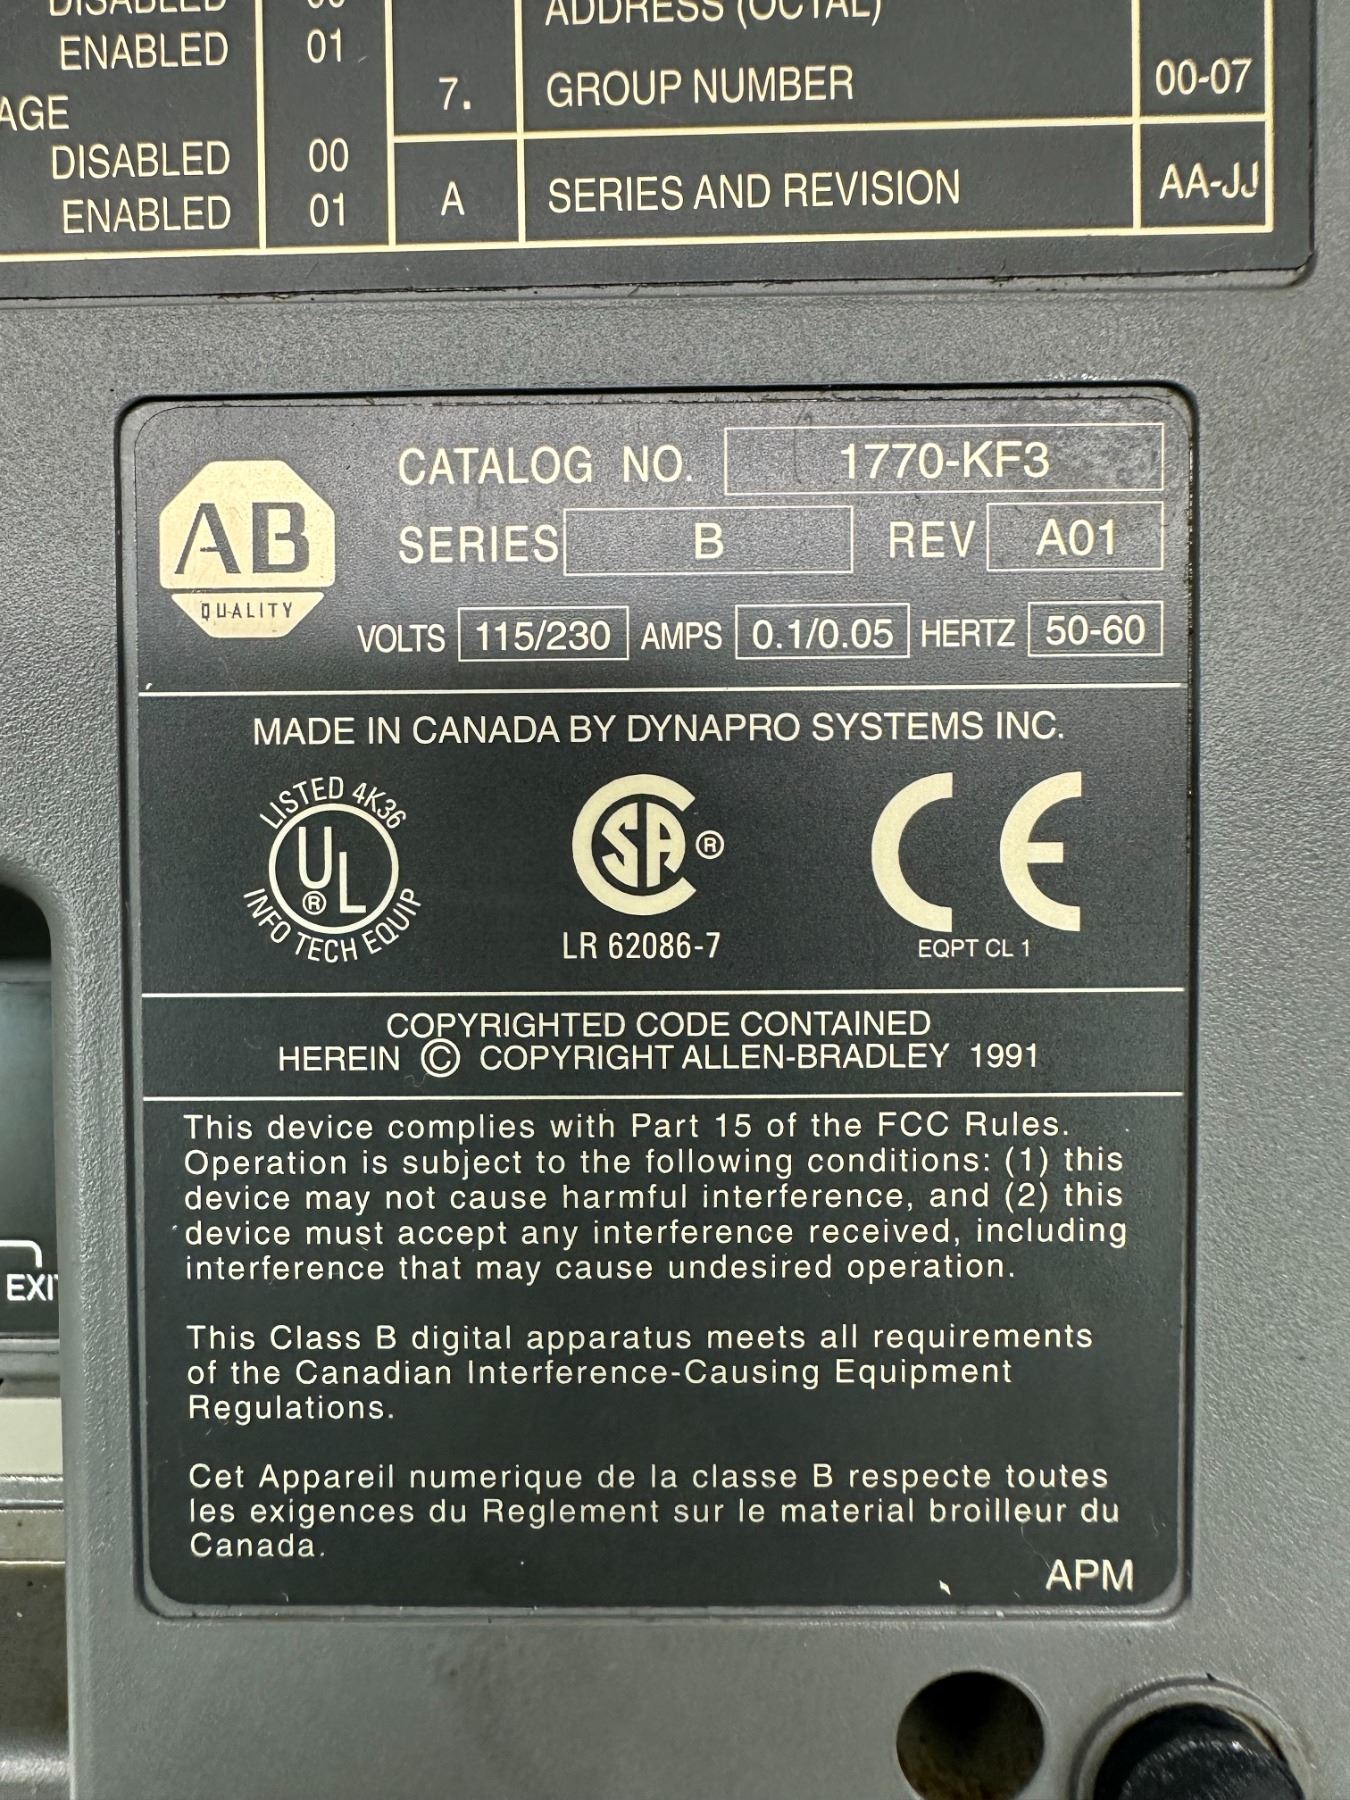 DISABLED 00
ENABLED 01
AGE
DISABLED 00
ENABLED 01
ADDRESS (OCTAL)
7. GROUP NUMBER 00-07
A SERIES AND REVISION AA-JJ
AB
QUALITY
CATALOG NO. 1770-KF3
SERIES B REV A01
VOLTS 115/230 AMPS 0.1/0.05 HERTZ 50-60
MADE IN CANADA BY DYNAPRO SYSTEMS INC.
LISTED 4K36
UL®
INFO TECH EQUIP
CSA®
LR 62086-7
CE
EQPT CL 1
COPYRIGHTED CODE CONTAINED
HEREIN © COPYRIGHT ALLEN-BRADLEY 1991
This device complies with Part 15 of the FCC Rules.
Operation is subject to the following conditions: (1) this
device may not cause harmful interference, and (2) this
device must accept any interference received, including
interference that may cause undesired operation.
This Class B digital apparatus meets all requirements
of the Canadian Interference-Causing Equipment
Regulations.
Cet Appareil numerique de la classe B respecte toutes
les exigences du Reglement sur le material broilleur du
Canada.
APM
EXI